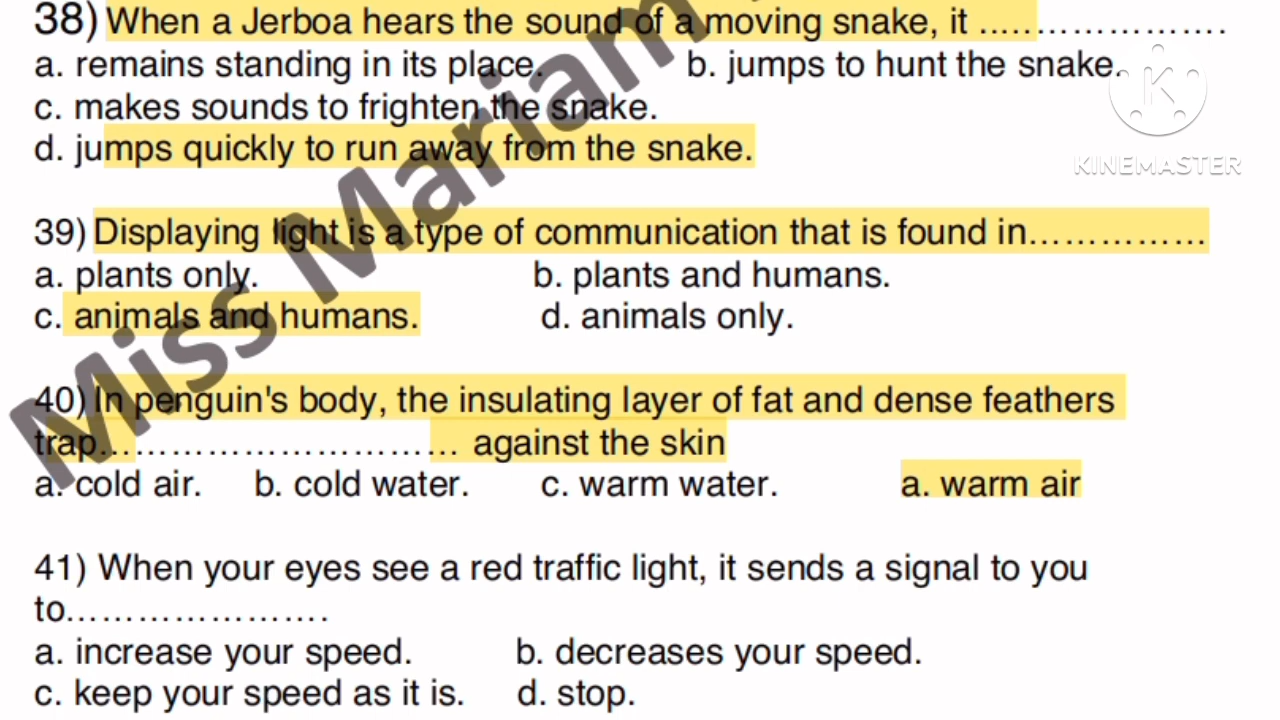 38) When a Jerboa hears the sound of a moving snake, it ……………………
a. remains standing in its place. b. jumps to hunt the snake.
c. makes sounds to frighten the snake.
d. jumps quickly to run away from the snake.
KINEMASTER
39) Displaying light is a type of communication that is found in……………
a. plants only. b. plants and humans.
c. animals and humans. d. animals only.
40) In penguin's body, the insulating layer of fat and dense feathers
trap………………………… against the skin
a. cold air. b. cold water. c. warm water. a. warm air
41) When your eyes see a red traffic light, it sends a signal to you
to…………………
a. increase your speed. b. decreases your speed.
c. keep your speed as it is. d. stop.
Miss Mariam